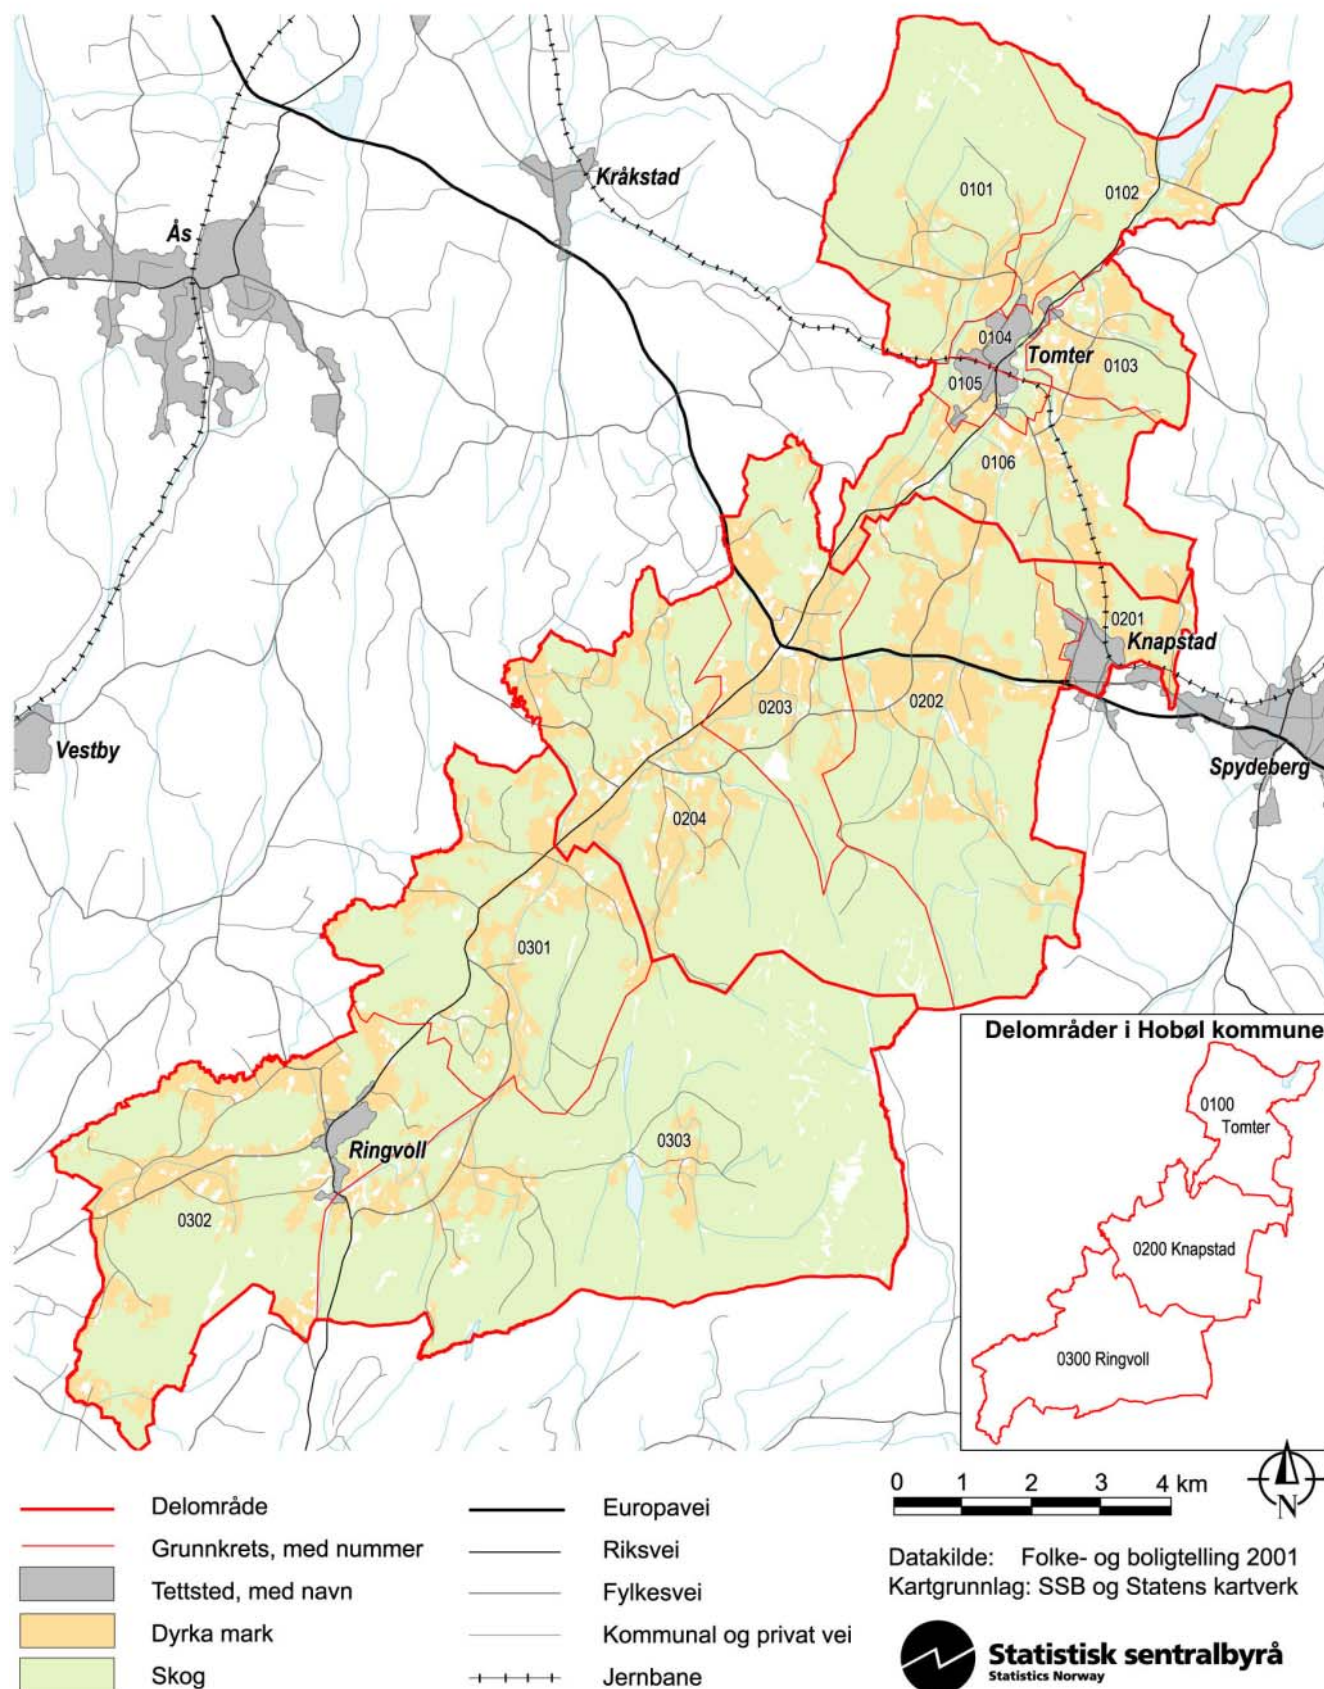 Kråkstad
Ås
0101
0102
0104
Tomter
0103
0105
0106
0201
Knapstad
0203
0202
Vestby
Spydeberg
0204
0301
Delområder i Hobøl kommune
0100
Tomter
0303
Ringvoll
0302
0200 Knapstad
0300 Ringvoll
Delområde
Grunnkrets, med nummer
Tettsted, med navn
Dyrka mark
Skog
Europavei
Riksvei
Fylkesvei
Kommunal og privat vei
Jernbane
0 1 2 3 4 km
N
Datakilde: Folke- og boligtelling 2001
Kartgrunnlag: SSB og Statens kartverk
Statistisk sentralbyrå
Statistics Norway